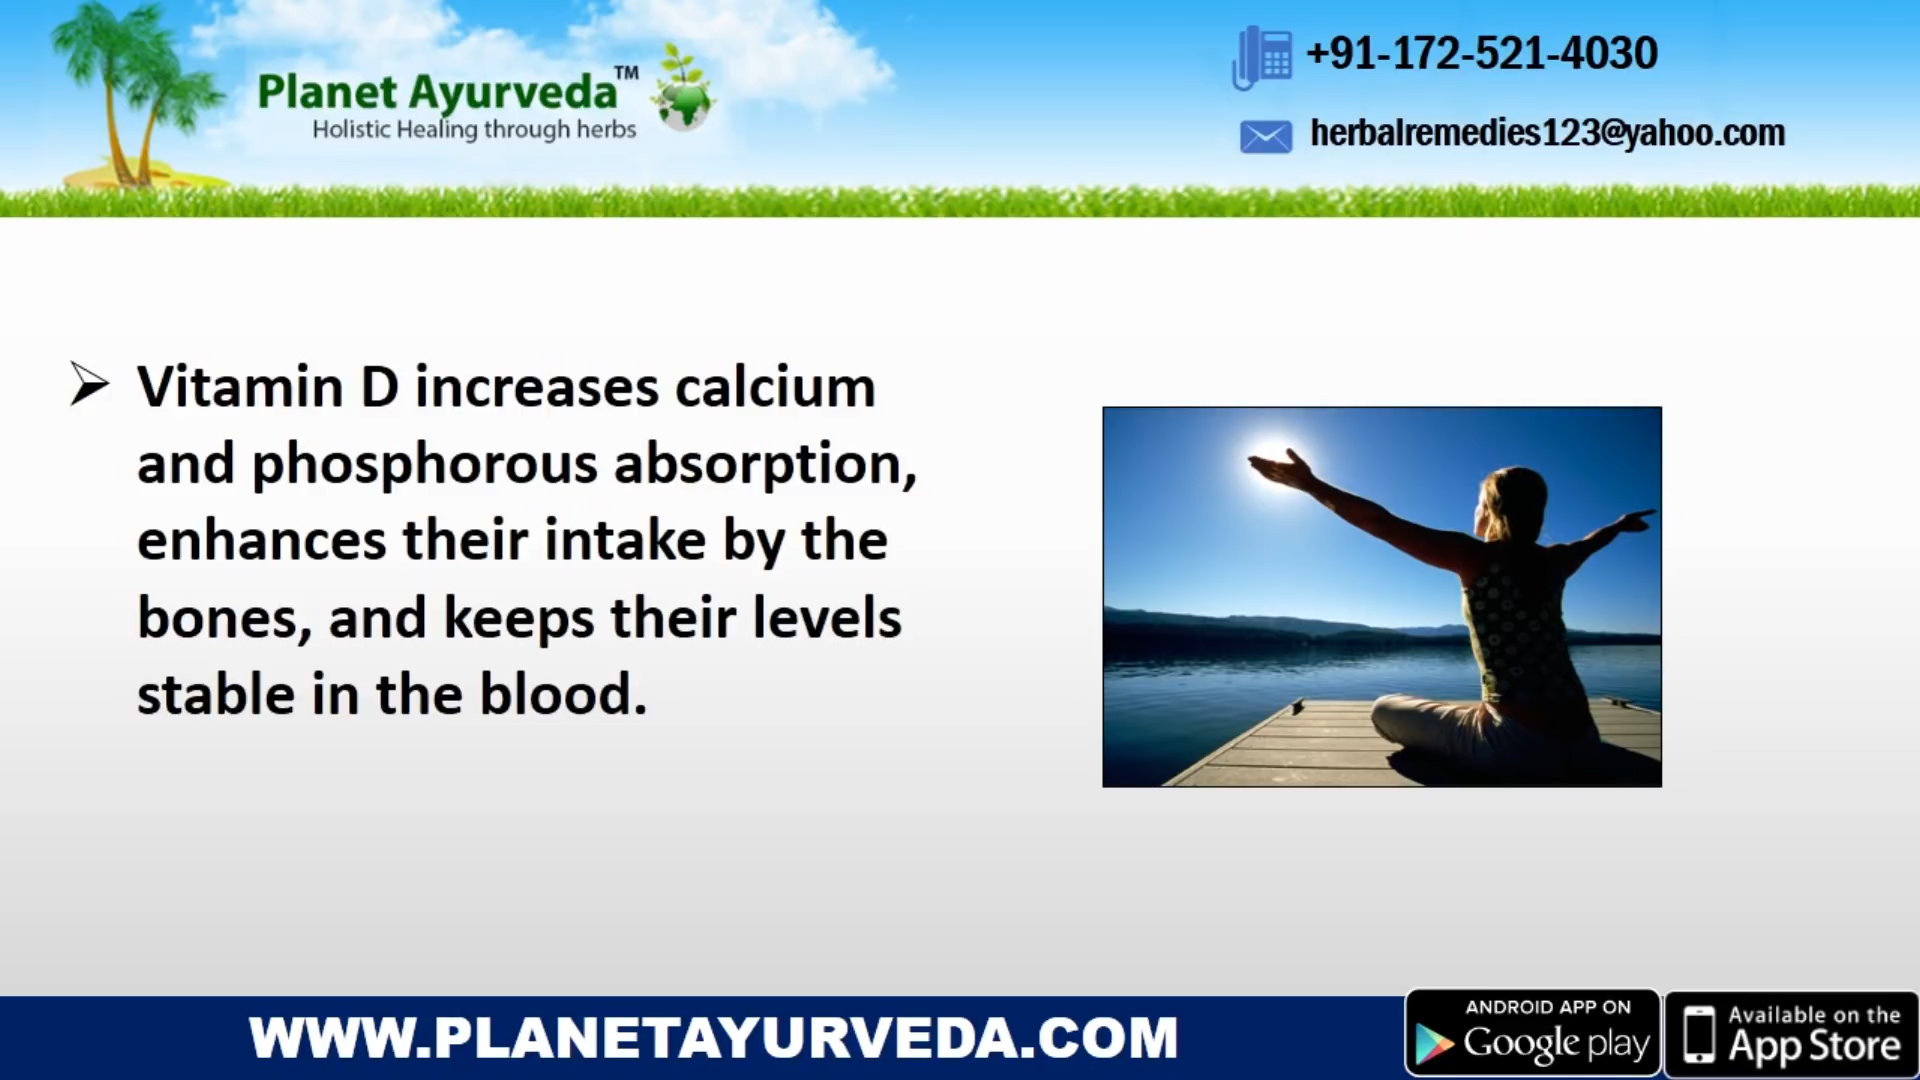 Planet Ayurveda™
Holistic Healing through herbs
+91-172-521-4030
herbalremedies123@yahoo.com
➢ Vitamin D increases calcium
and phosphorous absorption,
enhances their intake by the
bones, and keeps their levels
stable in the blood.
WWW.PLANETAYURVEDA.COM
ANDROID APP ON
Google play
Available on the
App Store